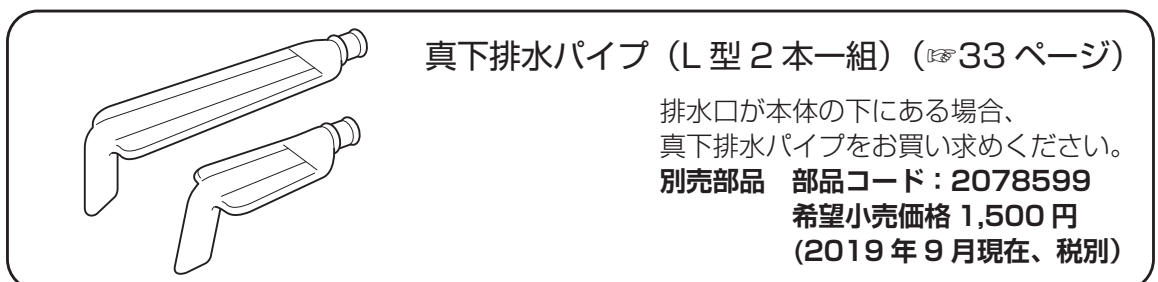 真下排水パイプ（L 型 2 本一組）（☞33 ページ）
排水口が本体の下にある場合、
真下排水パイプをお買い求めください。
別売部品　部品コード：2078599
希望小売価格 1,500 円
(2019 年 9 月現在、税別）